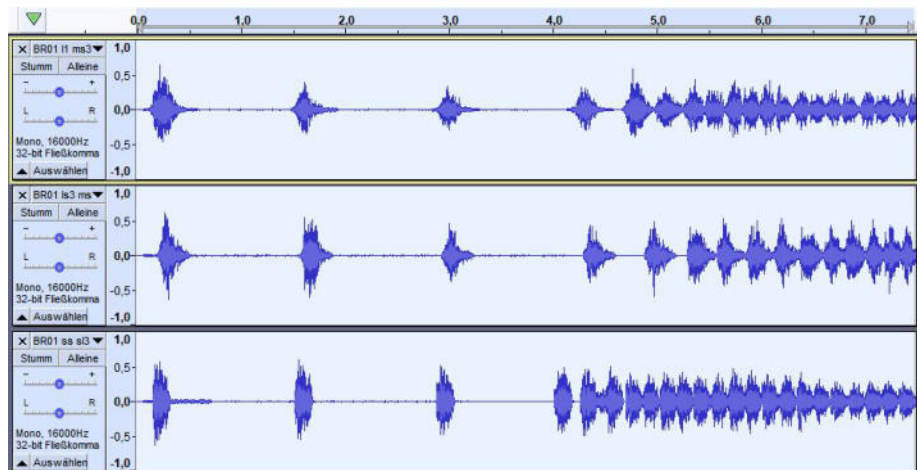 0,0 1,0 2,0 3,0 4,0 5,0 6,0 7,0
× BR01 l1 ms3▼ 1,0
Stumm Alleine
0,5
- +
0,0
L R
-0,5
Mono, 16000Hz
32-bit Fließkomma
▲ Auswählen -1,0
× BR01 ls3 ms▼ 1,0
Stumm Alleine
0,5
- +
0,0
L R
-0,5
Mono, 16000Hz
32-bit Fließkomma
▲ Auswählen -1,0
× BR01 ss sl3 ▼ 1,0
Stumm Alleine
0,5
- +
0,0
L R
-0,5
Mono, 16000Hz
32-bit Fließkomma
▲ Auswählen -1,0